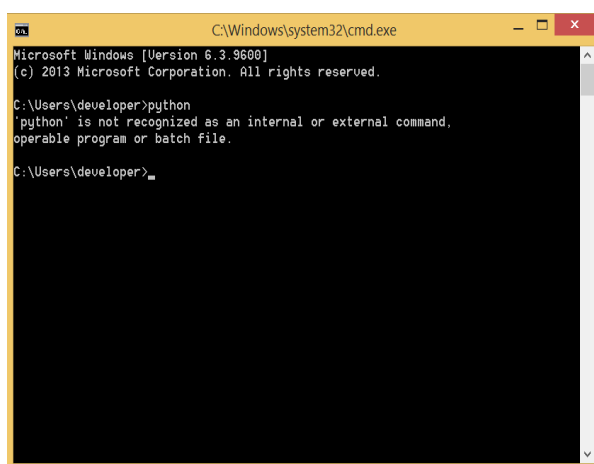 C:\Windows\system32\cmd.exe
Microsoft Windows [Version 6.3.9600]
(c) 2013 Microsoft Corporation. All rights reserved.
C:\Users\developer>python
'python' is not recognized as an internal or external command,
operable program or batch file.
C:\Users\developer>_